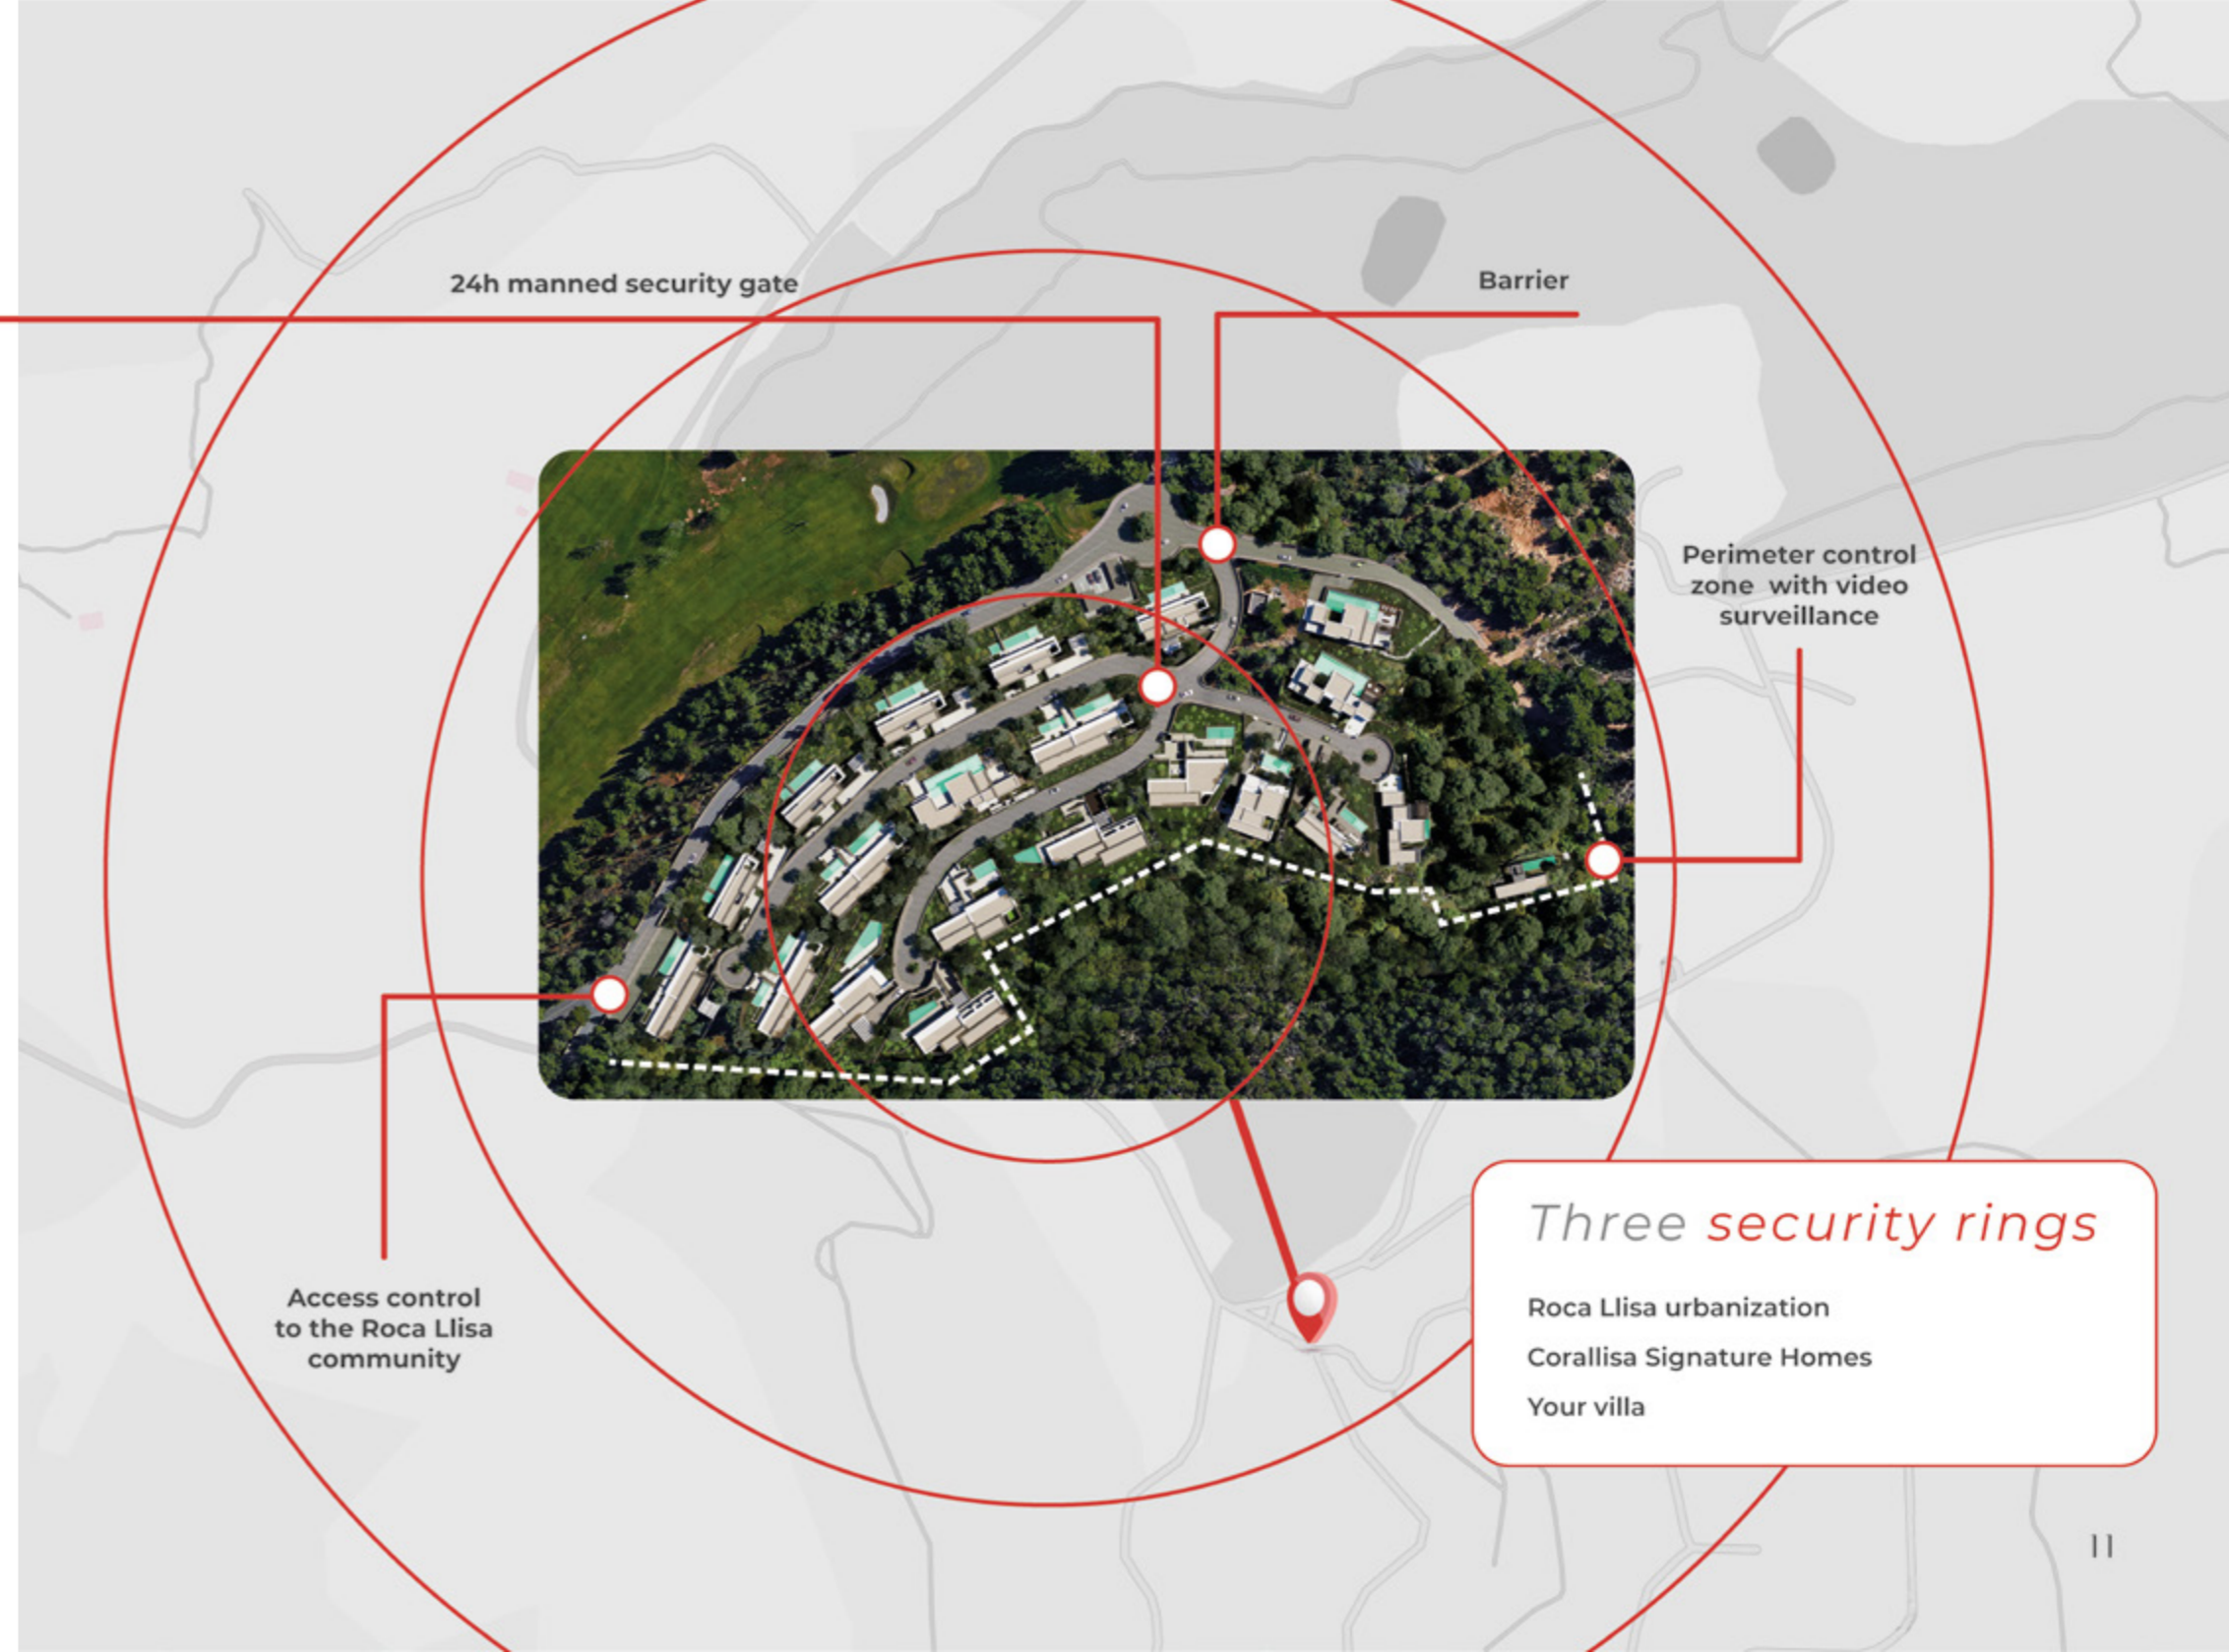 24h manned security gate
Barrier
Perimeter control
zone with video
surveillance
Access control
to the Roca Llisa
community
Three security rings
Roca Llisa urbanization
Corallisa Signature Homes
Your villa
11